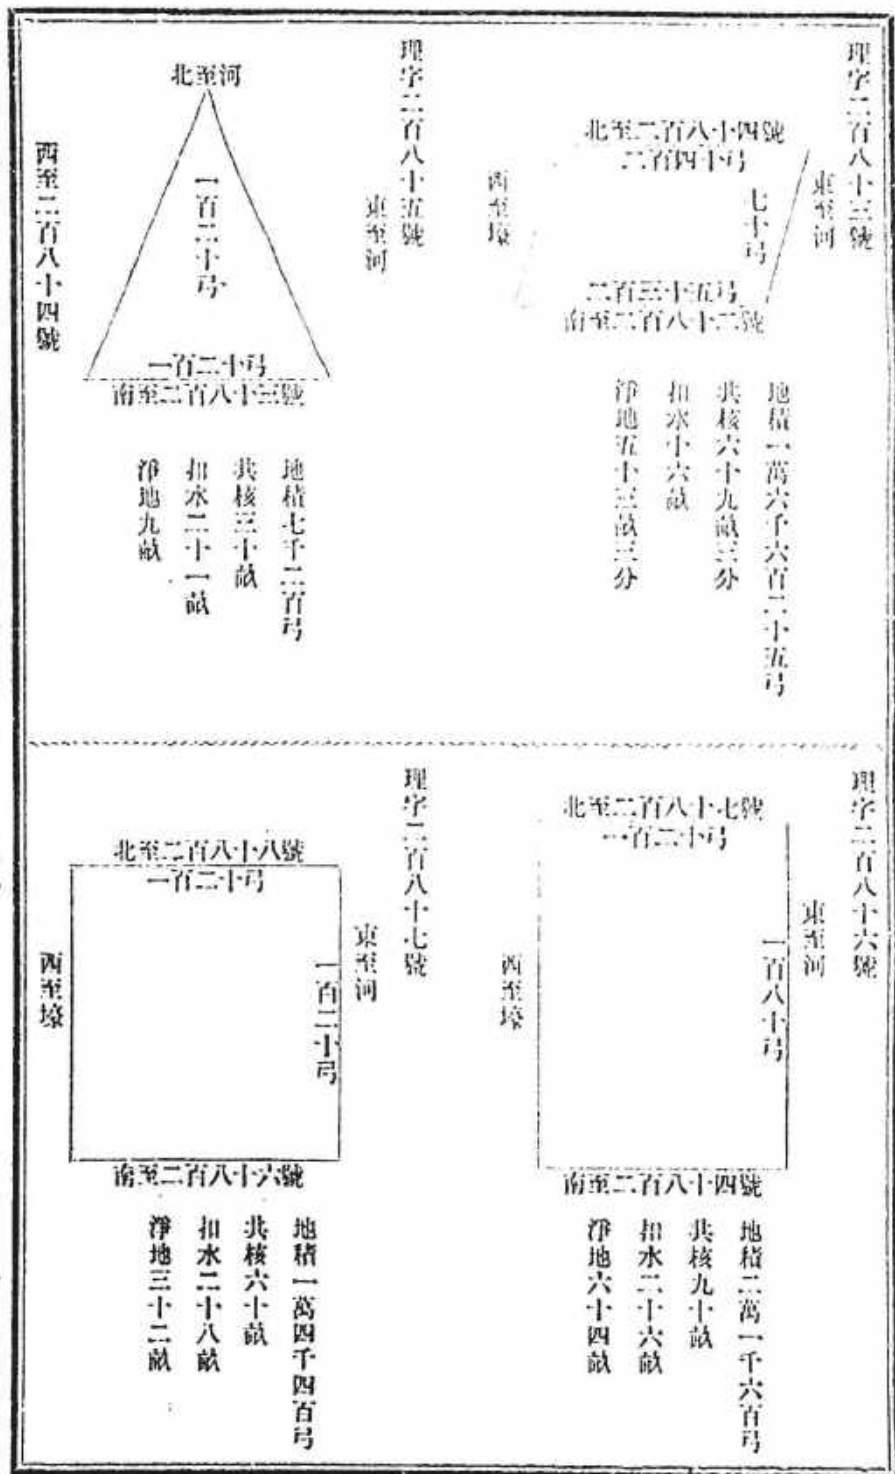 理字二百八十三號
東至河
北至二百八十四號
二百四十弓
七十弓
二百三十五弓
南至二百八十二號
西至壕
地積一萬六千六百二十五弓
共核六十九畝三分
扣水十六畝
淨地五十三畝三分
理字二百八十五號
東至河
北至河
一百二十弓
一百二十弓
南至二百八十三號
西至二百八十四號
地積七千二百弓
共核三十畝
扣水二十一畝
淨地九畝
理字二百八十六號
東至河
北至二百八十七號
一百二十弓
一百八十弓
南至二百八十四號
西至壕
地積二萬一千六百弓
共核九十畝
扣水二十六畝
淨地六十四畝
理字二百八十七號
東至河
北至二百八十八號
一百二十弓
一百二十弓
南至二百八十六號
西至壕
地積一萬四千四百弓
共核六十畝
扣水二十八畝
淨地三十二畝